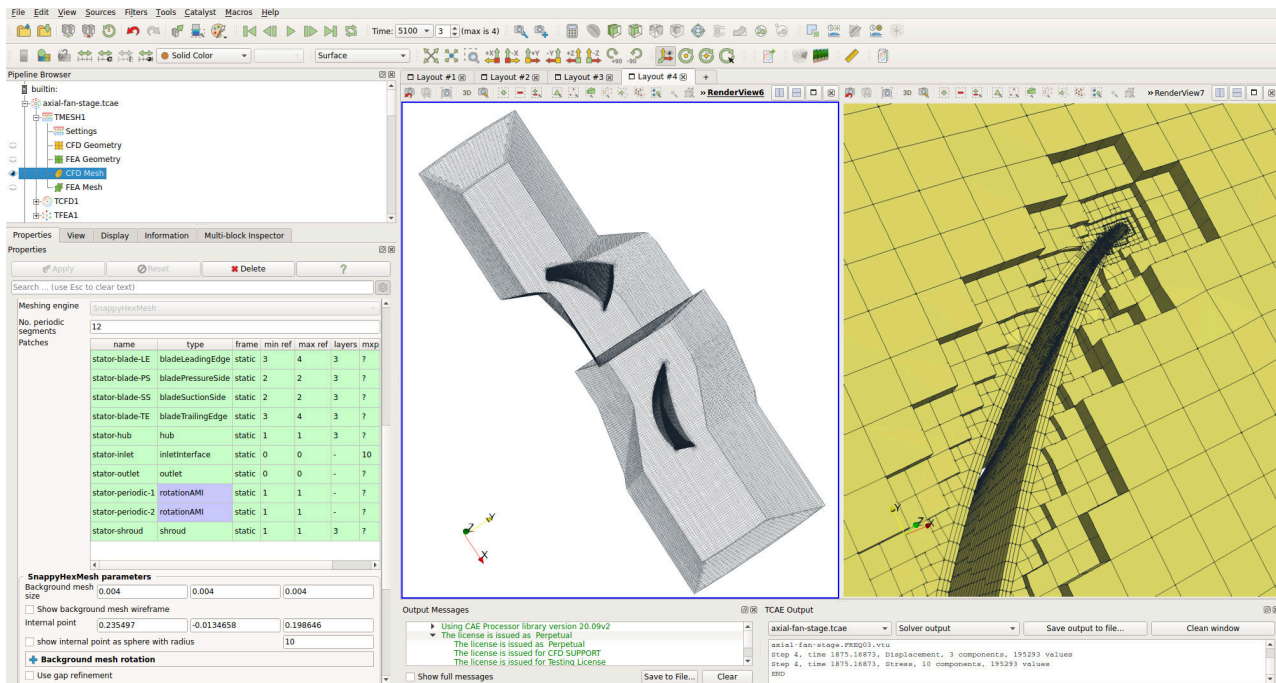 File Edit View Sources Filters Tools Catalyst Macros Help
Time: 5100 3 (max is 4)
Solid Color Surface
+X -X +Y -Y +Z -Z +90 -90
Pipeline Browser
builtin:
axial-fan-stage.tcae
TMESH1
Settings
CFD Geometry
FEA Geometry
CFD Mesh
FEA Mesh
TCFD1
TFEA1
Properties View Display Information Multi-block Inspector
Properties
Apply Reset Delete ?
Search ... (use Esc to clear text)
Meshing engine SnappyHexMesh
No. periodic segments 12
Patches
name type frame min ref max ref layers mxp
stator-blade-LE bladeLeadingEdge static 3 4 3 ?
stator-blade-PS bladePressureSide static 2 2 3 ?
stator-blade-SS bladeSuctionSide static 2 2 3 ?
stator-blade-TE bladeTrailingEdge static 3 4 3 ?
stator-hub hub static 1 1 3 ?
stator-inlet inletInterface static 0 0 - 10
stator-outlet outlet static 0 0 - ?
stator-periodic-1 rotationAMI static 1 1 - ?
stator-periodic-2 rotationAMI static 1 1 - ?
stator-shroud shroud static 1 1 3 ?
SnappyHexMesh parameters
Background mesh size 0.004 0.004 0.004
Show background mesh wireframe
Internal point 0.235497 -0.0134658 0.198646
show internal point as sphere with radius 10
Background mesh rotation
Use gap refinement
Layout #1 Layout #2 Layout #3 Layout #4 +
3D » RenderView6
3D » RenderView7
Z Y X
Y Z X
Output Messages
Using CAE Processor library version 20.09v2
The license is issued as Perpetual
The license is issued as Perpetual
The license is issued for CFD SUPPORT
The license is issued for Testing License
Show full messages Save to File... Clear
TCAE Output
axial-fan-stage.tcae Solver output Save output to file... Clean window
axial-fan-stage.FREQ03.vtu
Step 4, time 1875.16873, Displacement, 3 components, 195293 values
Step 4, time 1875.16873, Stress, 10 components, 195293 values
END